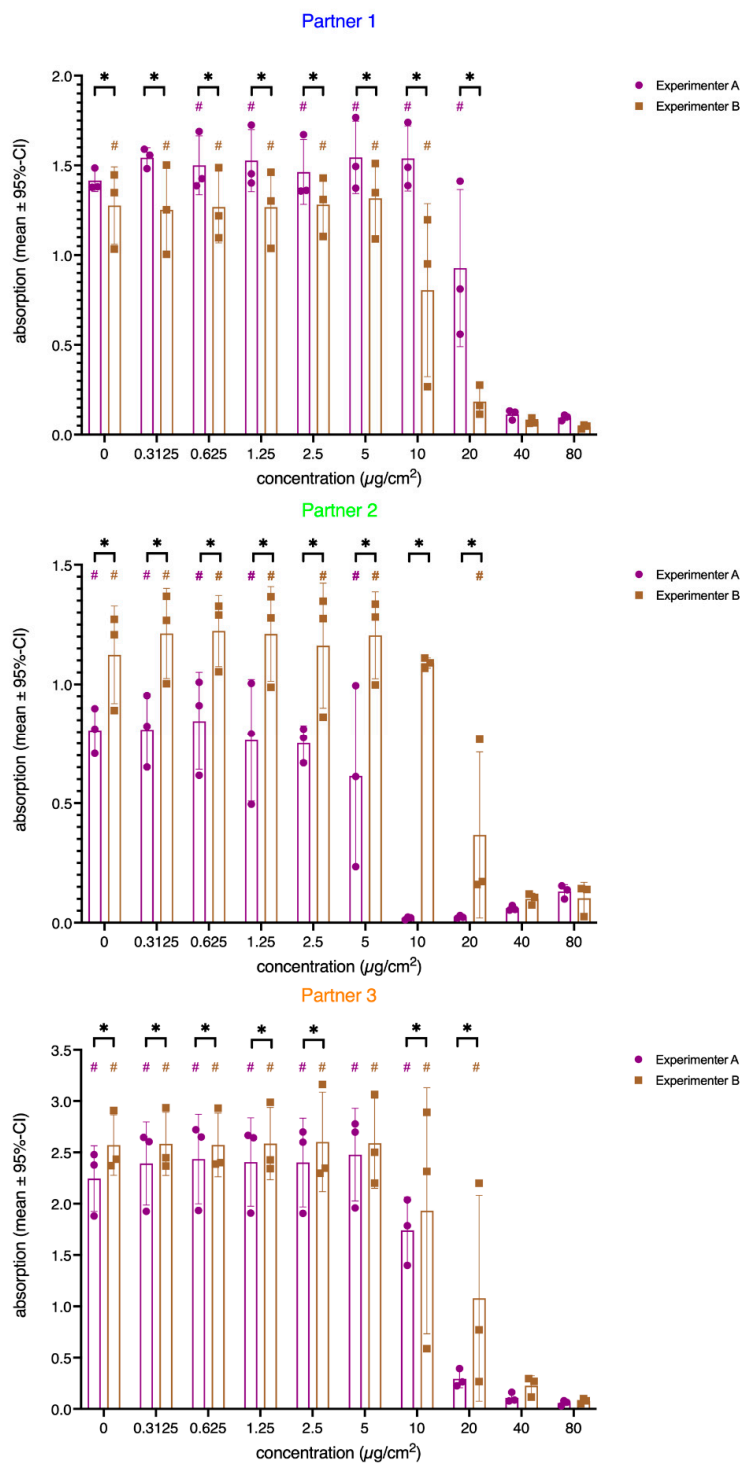 Partner 1
* * * * * * * *
# # # # # #
# # # # # # #
2.0
1.5
1.0
0.5
0.0
absorption (mean ± 95%-CI)
0 0.3125 0.625 1.25 2.5 5 10 20 40 80
concentration (µg/cm²)
Experimenter A
Experimenter B
Partner 2
* * * * * * * *
# # # # # # # # # # # #
1.5
1.0
0.5
0.0
absorption (mean ± 95%-CI)
0 0.3125 0.625 1.25 2.5 5 10 20 40 80
concentration (µg/cm²)
Experimenter A
Experimenter B
Partner 3
* * * * * * *
# # # # # # # # # # # # # # #
3.5
3.0
2.5
2.0
1.5
1.0
0.5
0.0
absorption (mean ± 95%-CI)
0 0.3125 0.625 1.25 2.5 5 10 20 40 80
concentration (µg/cm²)
Experimenter A
Experimenter B